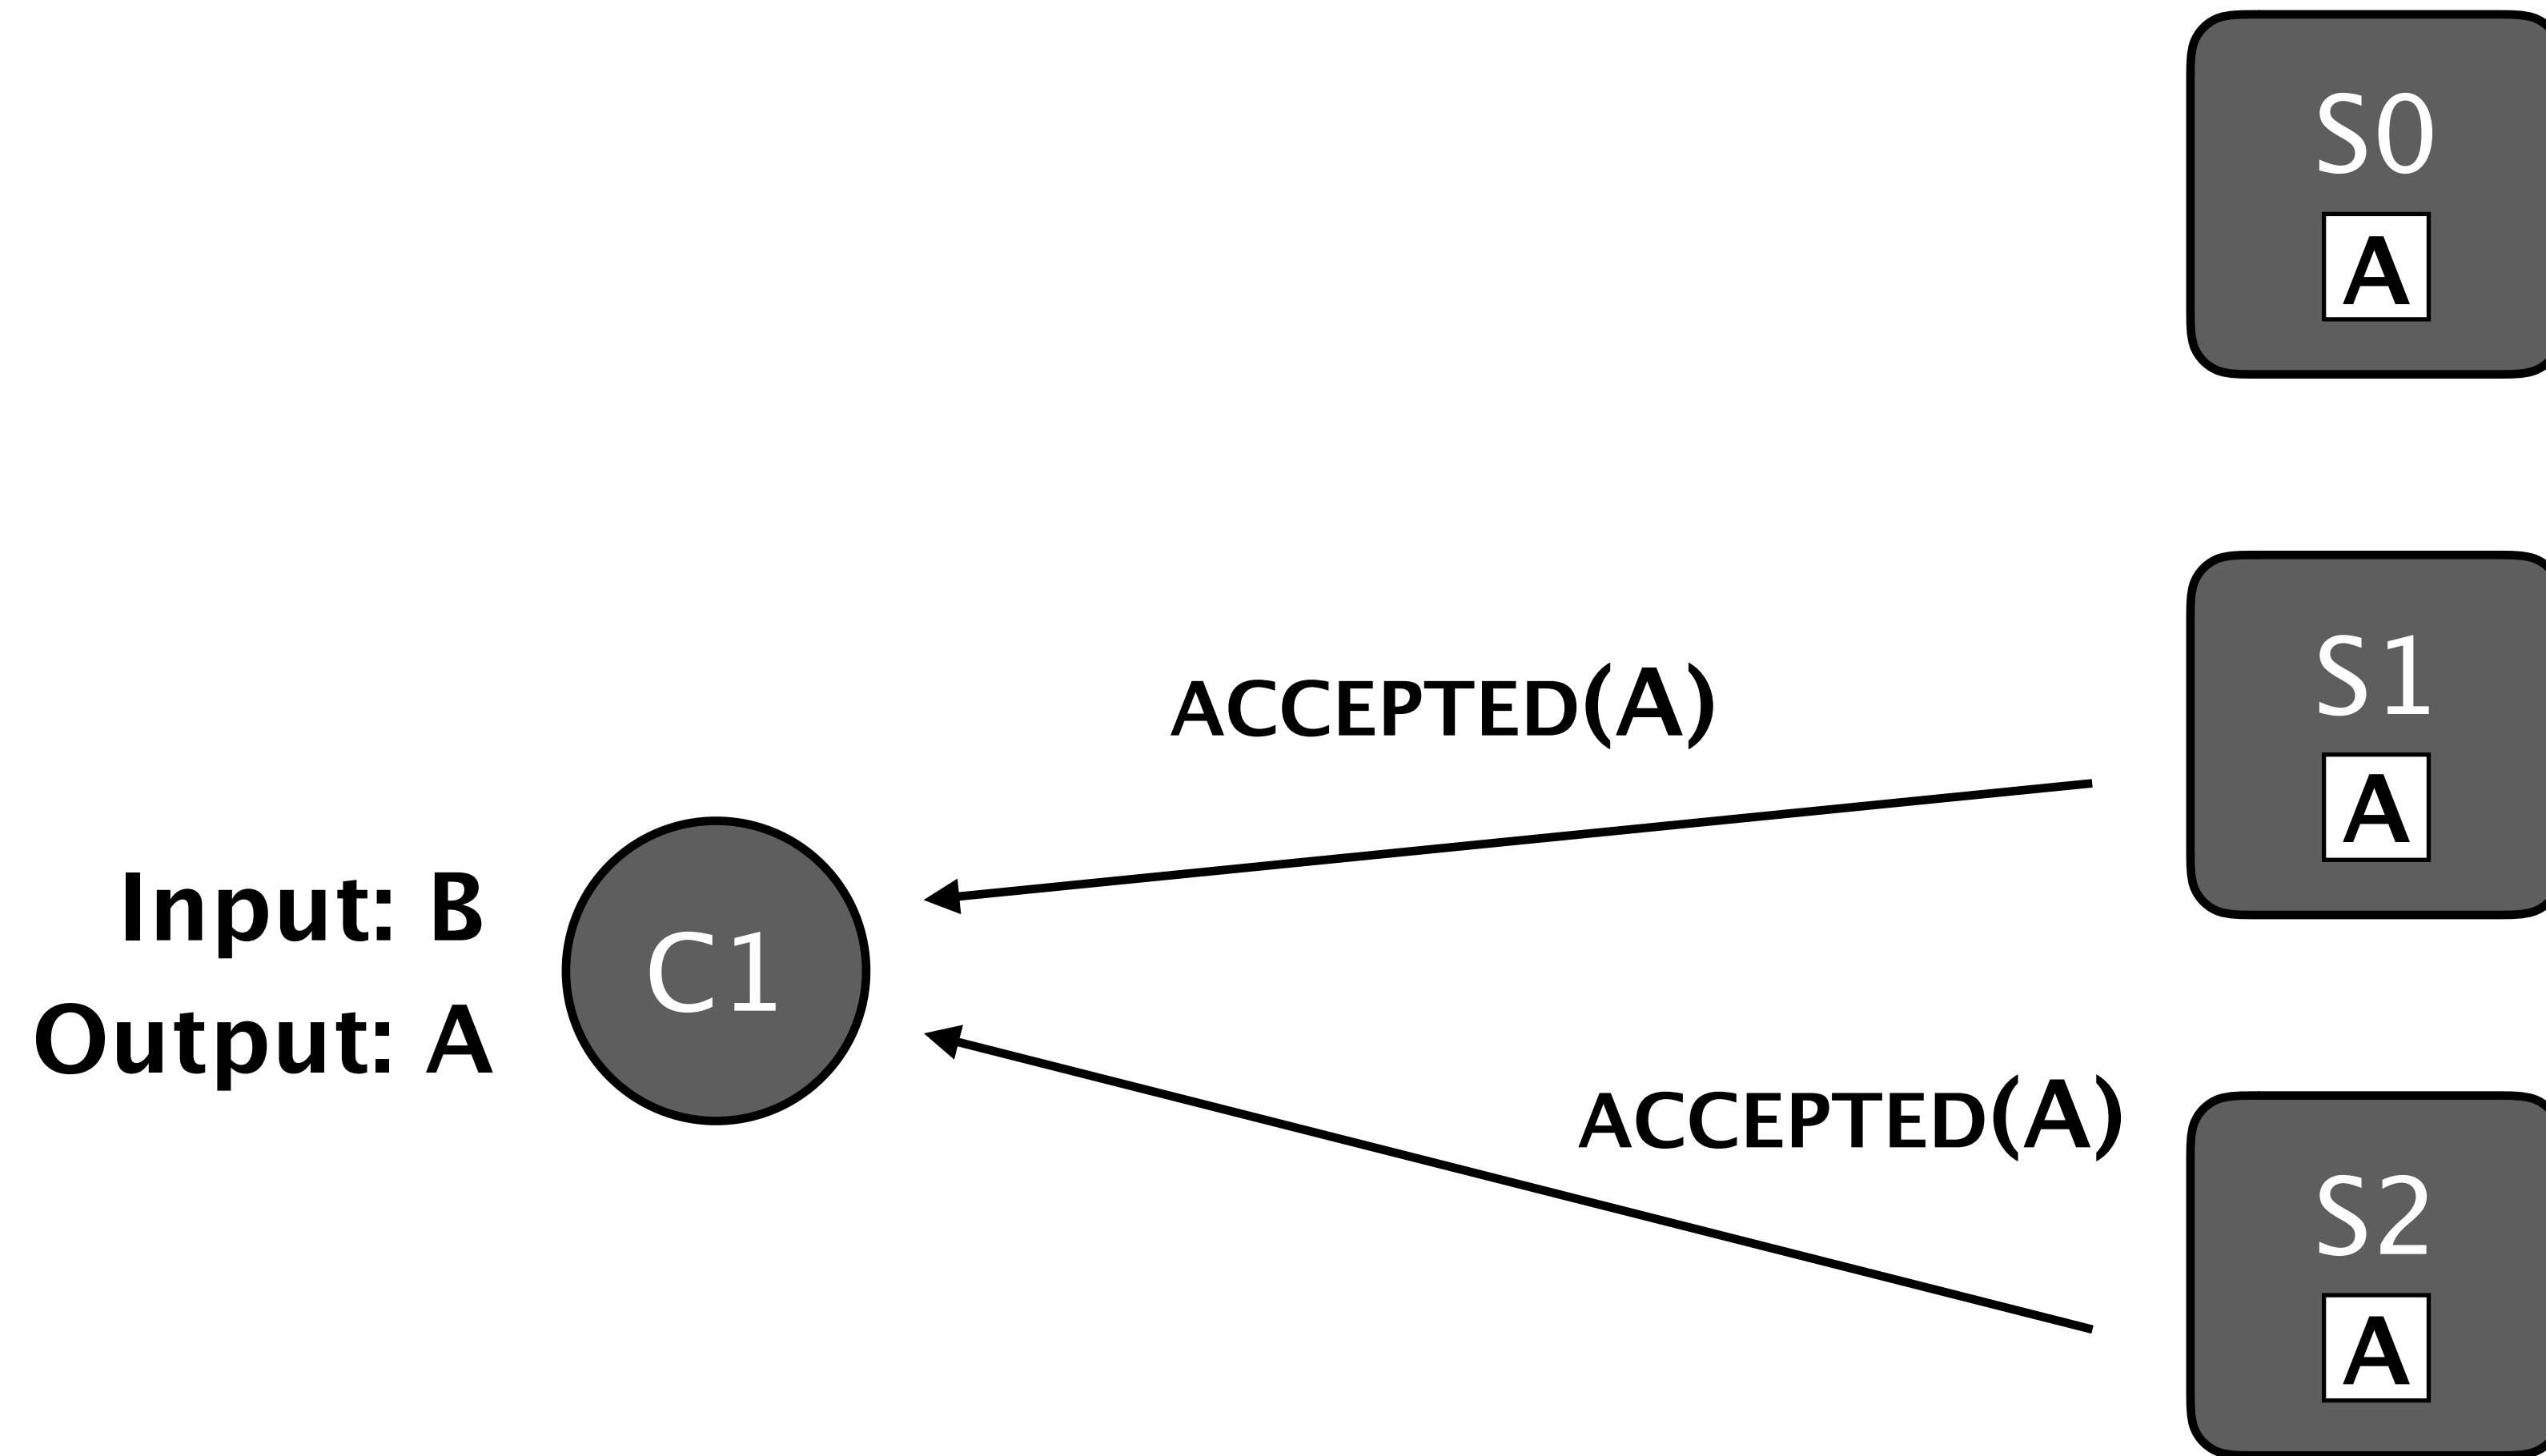 S0
A
S1
ACCEPTED(A)
A
Input: B
C1
Output: A
ACCEPTED(A)
S2
A